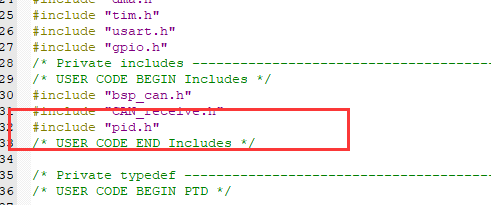 24 #include "dma.h"
25 #include "tim.h"
26 #include "usart.h"
27 #include "gpio.h"
28 /* Private includes ----------------------------------------
29 /* USER CODE BEGIN Includes */
30 #include "bsp_can.h"
31 #include "CAN_receive.h"
32 #include "pid.h"
33 /* USER CODE END Includes */
34
35 /* Private typedef -----------------------------------------
36 /* USER CODE BEGIN PTD */